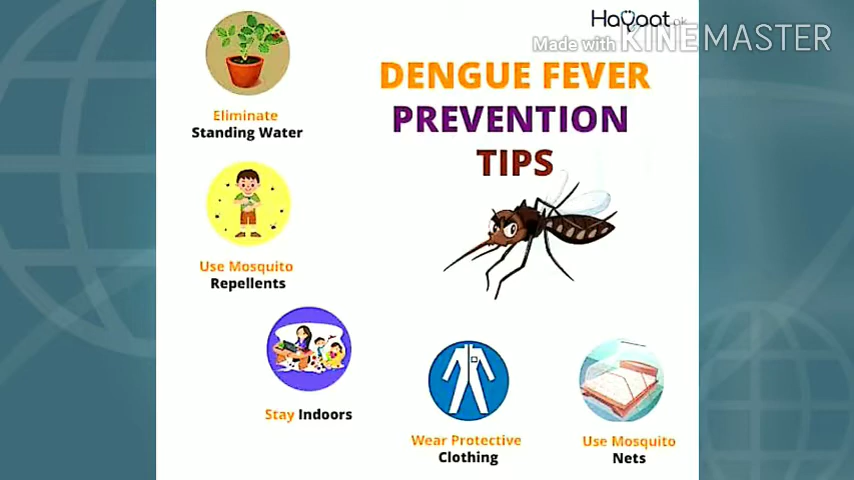 Hayaat.pk
Made with KINEMASTER
DENGUE FEVER
PREVENTION
TIPS
Eliminate
Standing Water
Use Mosquito
Repellents
Stay Indoors
Wear Protective
Clothing
Use Mosquito
Nets